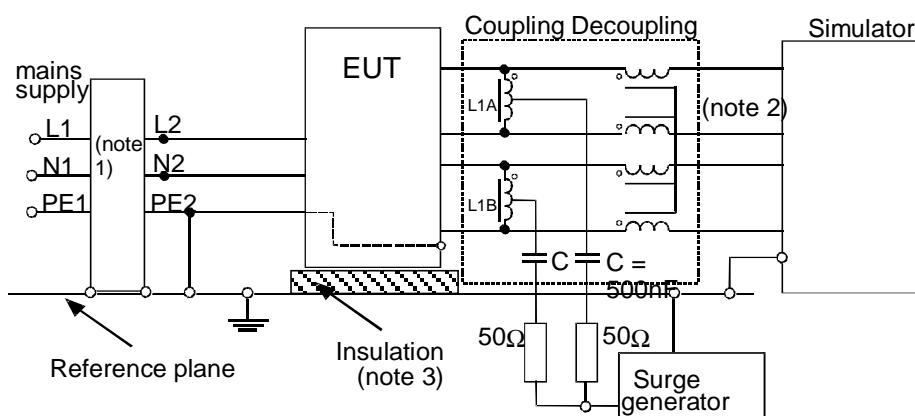 Coupling Decoupling
Simulator
EUT
mains
supply
L1
L2
(note
1)
N1
N2
PE1
PE2
L1A
L1B
(note 2)
C
C =
500nF
50Ω
50Ω
Reference plane
Insulation
(note 3)
Surge
generator